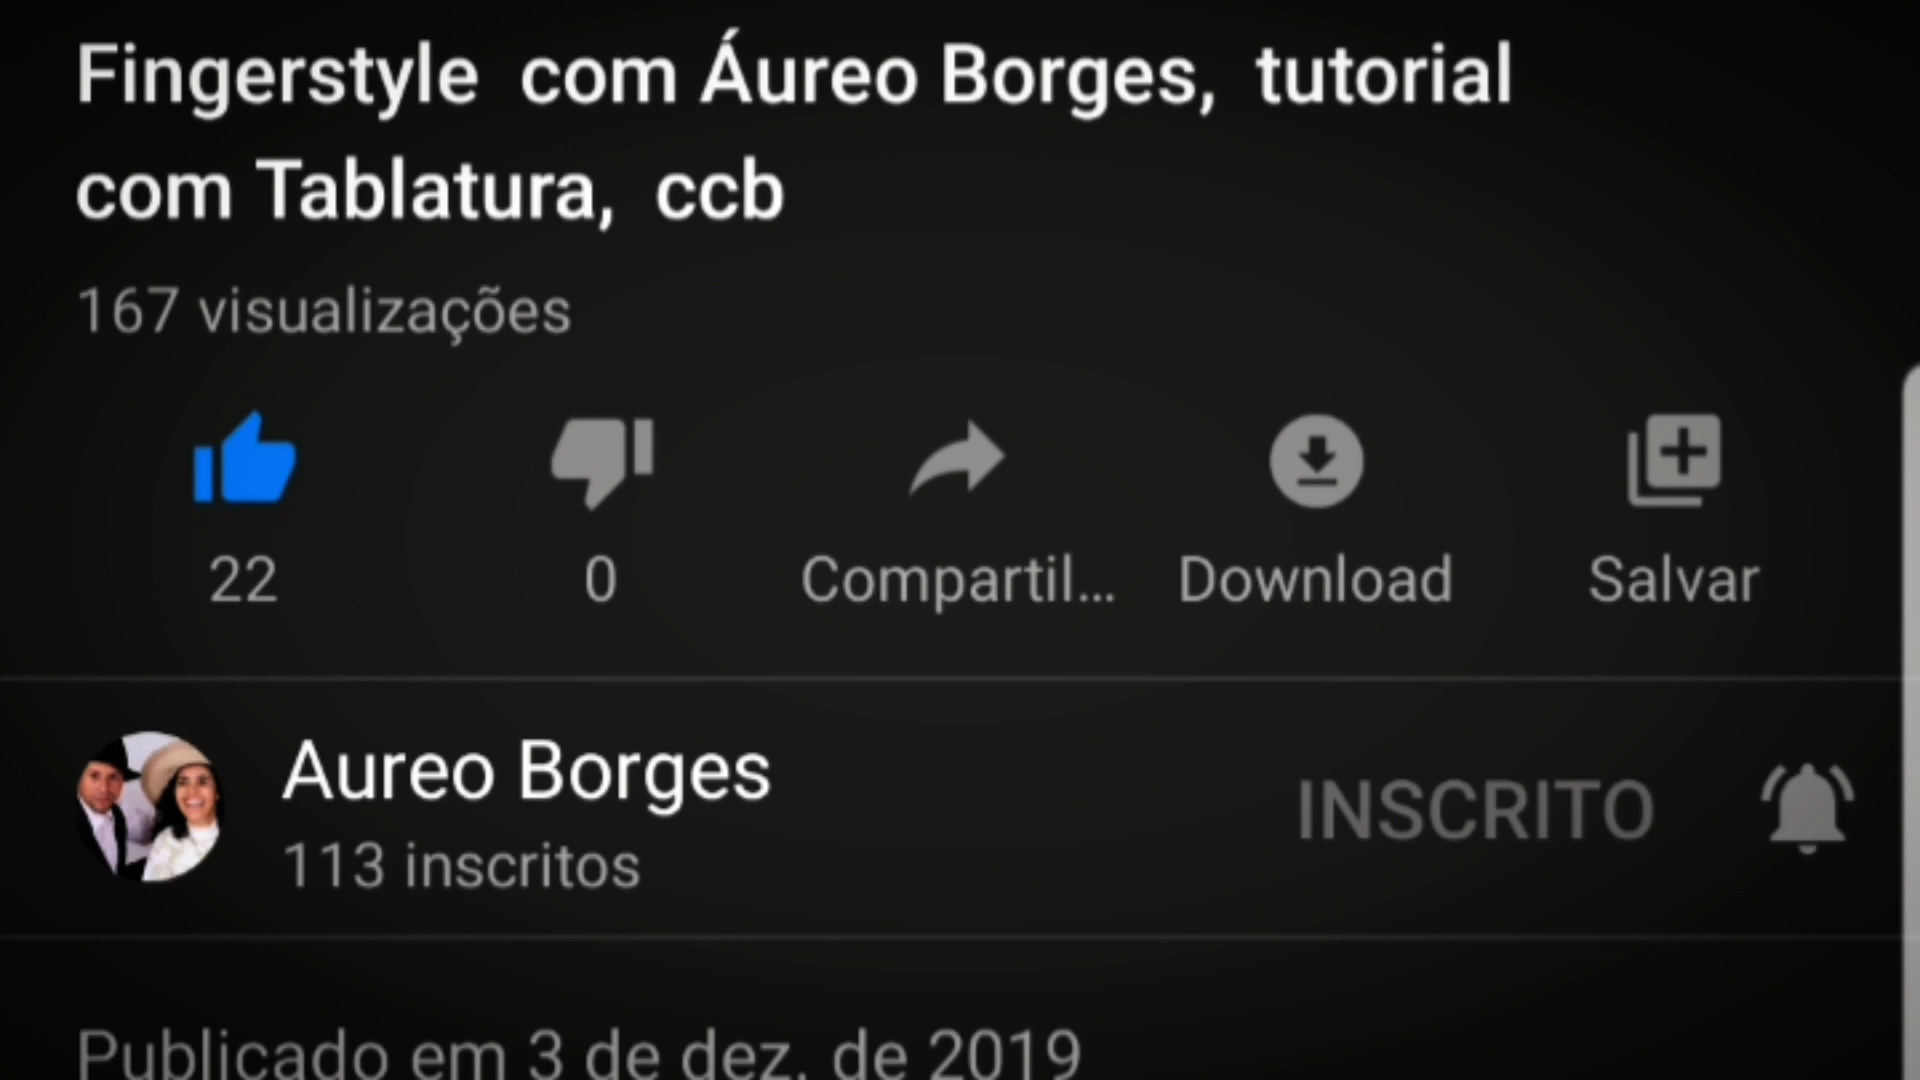 Fingerstyle com Áureo Borges, tutorial
com Tablatura, ccb
167 visualizações
22
0
Compartil...
Download
Salvar
Aureo Borges
113 inscritos
INSCRITO
Publicado em 3 de dez. de 2019